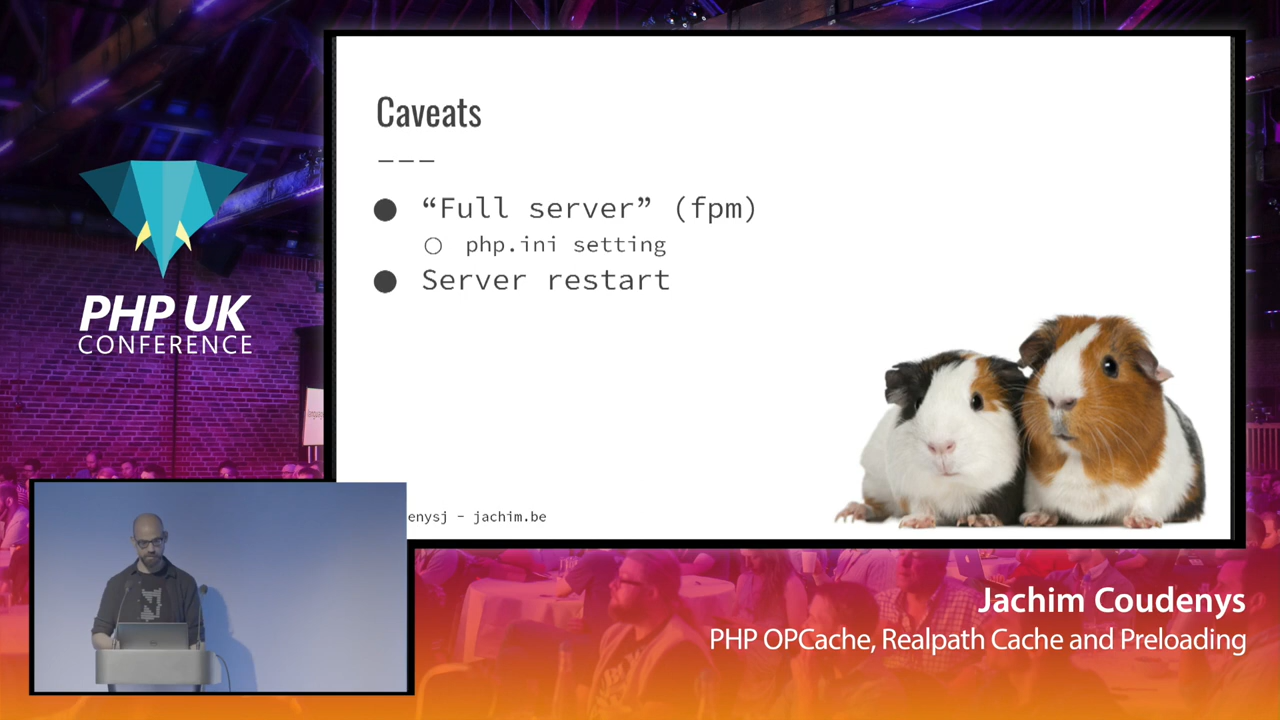 Caveats
● “Full server” (fpm)
○ php.ini setting
● Server restart
enysj - jachim.be
PHP UK
CONFERENCE
Jachim Coudenys
PHP OPCache, Realpath Cache and Preloading